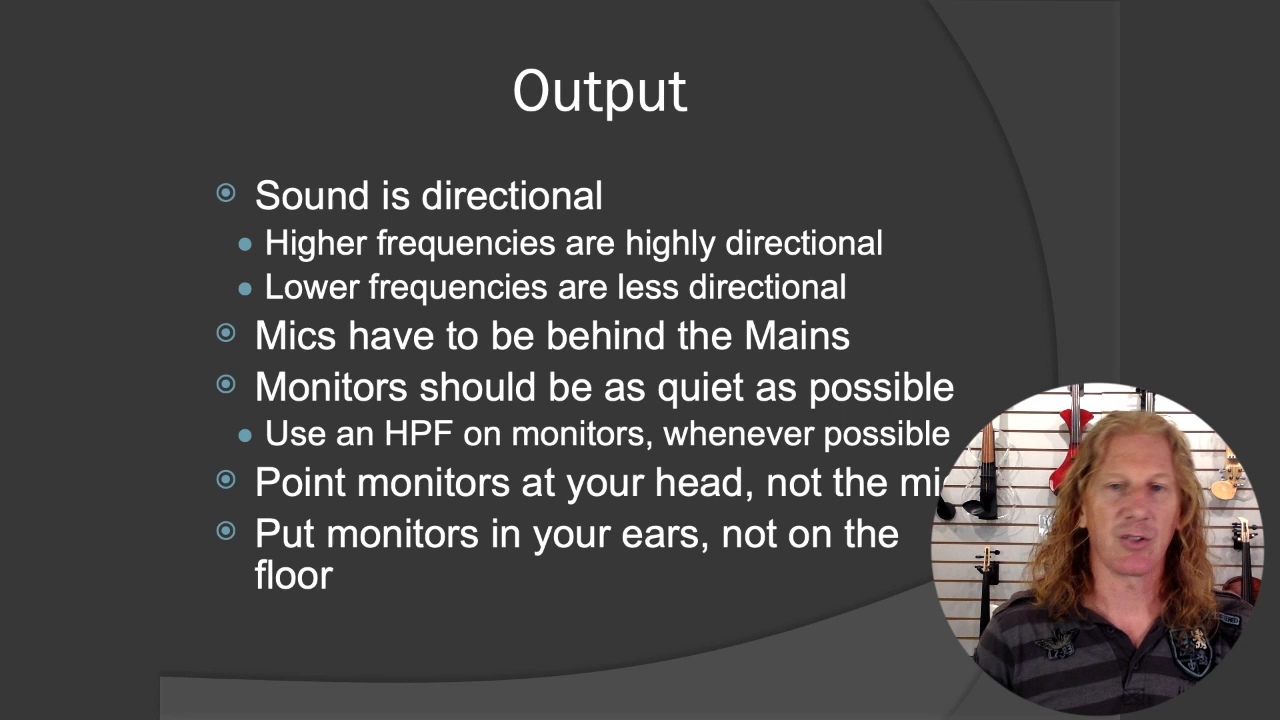 Output
Sound is directional
Higher frequencies are highly directional
Lower frequencies are less directional
Mics have to be behind the Mains
Monitors should be as quiet as possible
Use an HPF on monitors, whenever possible
Point monitors at your head, not the
Put monitors in your ears, not on the
floor